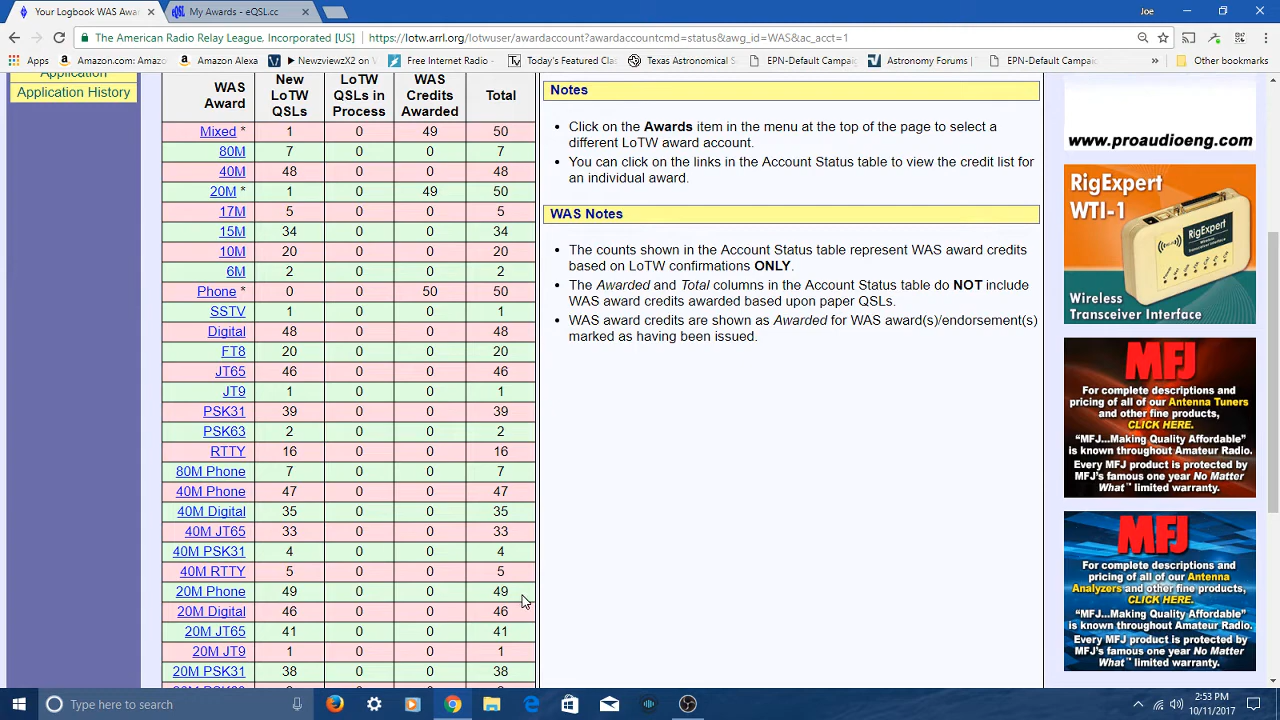 Your Logbook WAS Award
My Awards - eQSL.cc
Joe
The American Radio Relay League, Incorporated [US]
https://lotw.arrl.org/lotwuser/awardaccount?awardaccountcmd=status&awg_id=WAS&ac_acct=1
Apps
Amazon.com: Amaz
Amazon Alexa
NewzviewzX2 on
Free Internet Radio
Today's Featured Clas
Texas Astronomical S
EPN-Default Campai
Astronomy Forums
EPN-Default Campai
»
Other bookmarks
Application
Application History
WAS Award
New LoTW QSLs
LoTW QSLs in Process
WAS Credits Awarded
Total
Mixed * 1 0 49 50
80M 7 0 0 7
40M 48 0 0 48
20M * 1 0 49 50
17M 5 0 0 5
15M 34 0 0 34
10M 20 0 0 20
6M 2 0 0 2
Phone * 0 0 50 50
SSTV 1 0 0 1
Digital 48 0 0 48
FT8 20 0 0 20
JT65 46 0 0 46
JT9 1 0 0 1
PSK31 39 0 0 39
PSK63 2 0 0 2
RTTY 16 0 0 16
80M Phone 7 0 0 7
40M Phone 47 0 0 47
40M Digital 35 0 0 35
40M JT65 33 0 0 33
40M PSK31 4 0 0 4
40M RTTY 5 0 0 5
20M Phone 49 0 0 49
20M Digital 46 0 0 46
20M JT65 41 0 0 41
20M JT9 1 0 0 1
20M PSK31 38 0 0 38
Notes
• Click on the Awards item in the menu at the top of the page to select a
different LoTW award account.
• You can click on the links in the Account Status table to view the credit list for
an individual award.
WAS Notes
• The counts shown in the Account Status table represent WAS award credits
based on LoTW confirmations ONLY.
• The Awarded and Total columns in the Account Status table do NOT include
WAS award credits awarded based upon paper QSLs.
• WAS award credits are shown as Awarded for WAS award(s)/endorsement(s)
marked as having been issued.
www.proaudioeng.com
RigExpert
WTI-1
RigExpert
Wireless
Transceiver Interface
MFJ
For complete descriptions and
pricing of all of our Antenna Tuners
and other fine products,
CLICK HERE.
“MFJ...Making Quality Affordable”
is known throughout Amateur Radio.
Every MFJ product is protected by
MFJ's famous one year No Matter
What™ limited warranty.
MFJ
For complete descriptions and
pricing of all of our Antenna
Analyzers and other fine products,
CLICK HERE.
“MFJ...Making Quality Affordable”
is known throughout Amateur Radio.
Every MFJ product is protected by
MFJ's famous one year No Matter
What™ limited warranty.
Type here to search
2:53 PM
10/11/2017